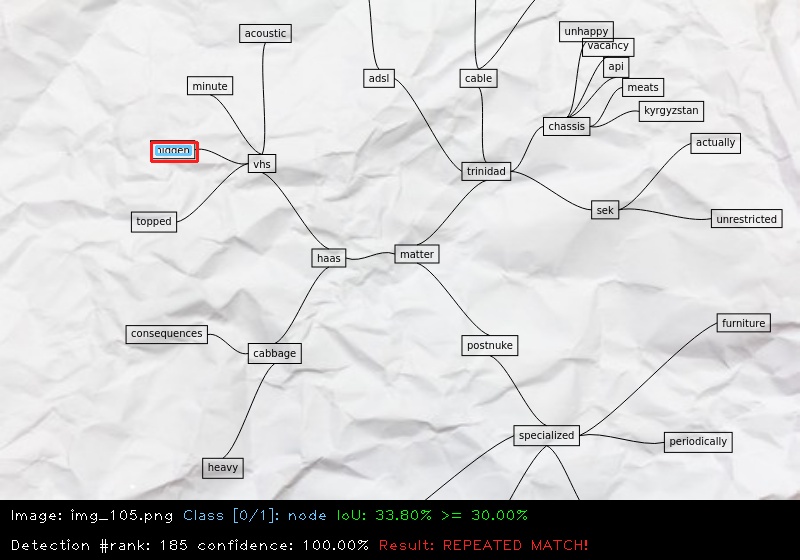 acoustic
unhappy
vacancy
adsl
cable
api
minute
meats
kyrgyzstan
chassis
actually
vhs
trinidad
sek
topped
unrestricted
haas
matter
furniture
consequences
postnuke
cabbage
specialized
periodically
heavy
Image: img_105.png Class [0/1]: node IoU: 33.80% >= 30.00%
Detection #rank: 185 confidence: 100.00% Result: REPEATED MATCH!